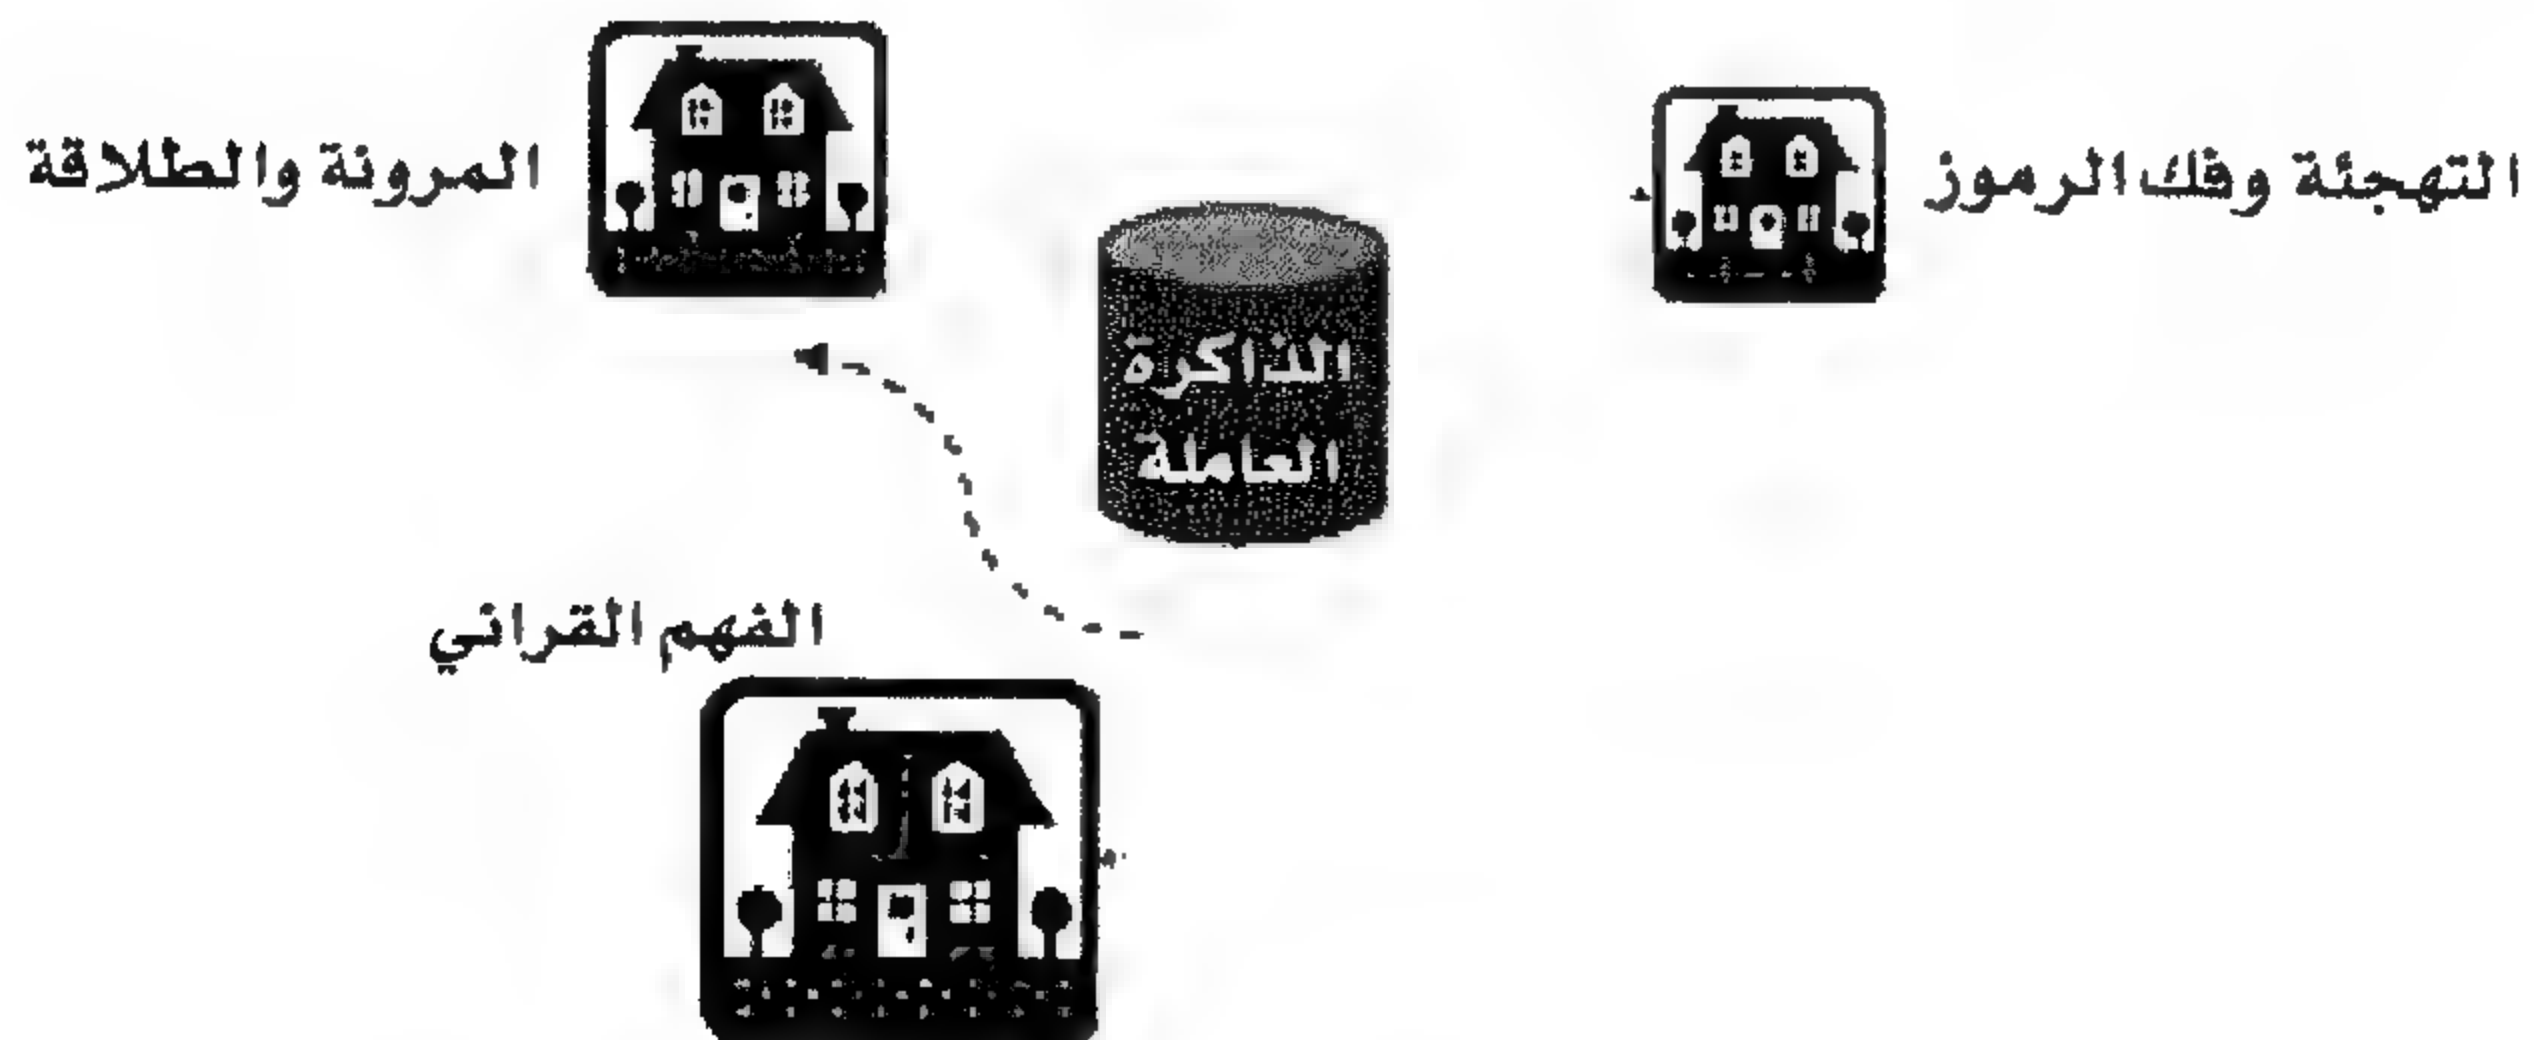 التهجئة وفك الرموز
المرونة والطلاقة
الذاكرة
العاملة
الفهم القرائي